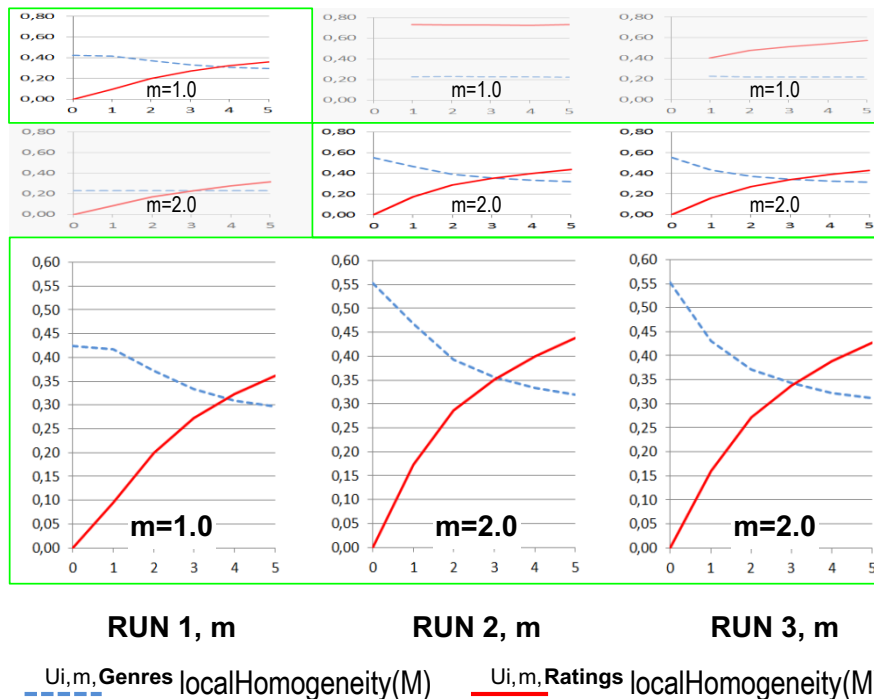 0,80 0,80 0,80
0,60 0,60 0,60
0,40 0,40 0,40
0,20 0,20 0,20
0,00 m=1.0 0,00 m=1.0 0,00 m=1.0
0 1 2 3 4 5 0 1 2 3 4 5 0 1 2 3 4 5
0,80 0,80 0,80
0,60 0,60 0,60
0,40 0,40 0,40
0,20 0,20 0,20
0,00 m=2.0 0,00 m=2.0 0,00 m=2.0
0 1 2 3 4 5 0 1 2 3 4 5 0 1 2 3 4 5
0,60 0,60 0,60
0,55 0,55 0,55
0,50 0,50 0,50
0,45 0,45 0,45
0,40 0,40 0,40
0,35 0,35 0,35
0,30 0,30 0,30
0,25 0,25 0,25
0,20 0,20 0,20
0,15 0,15 0,15
0,10 0,10 0,10
0,05 m=1.0 0,05 m=2.0 0,05 m=2.0
0,00 0,00 0,00
0 1 2 3 4 5 0 1 2 3 4 5 0 1 2 3 4 5
RUN 1, m RUN 2, m RUN 3, m
Ui,m,Genres localHomogeneity(M) Ui,m,Ratings localHomogeneity(M